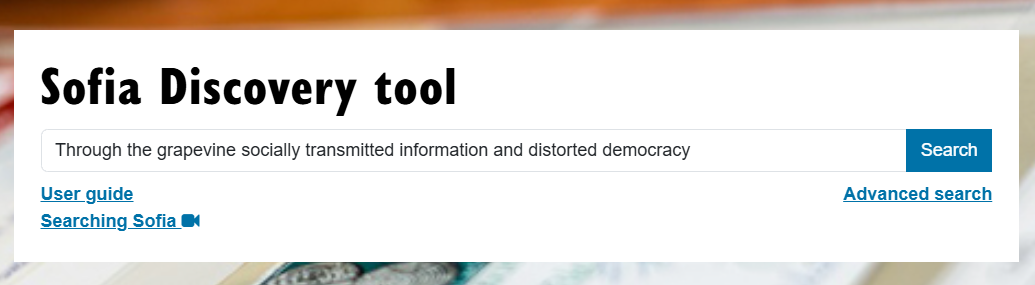 Sofia Discovery tool
Through the grapevine socially transmitted information and distorted democracy
Search
User guide
Advanced search
Searching Sofia